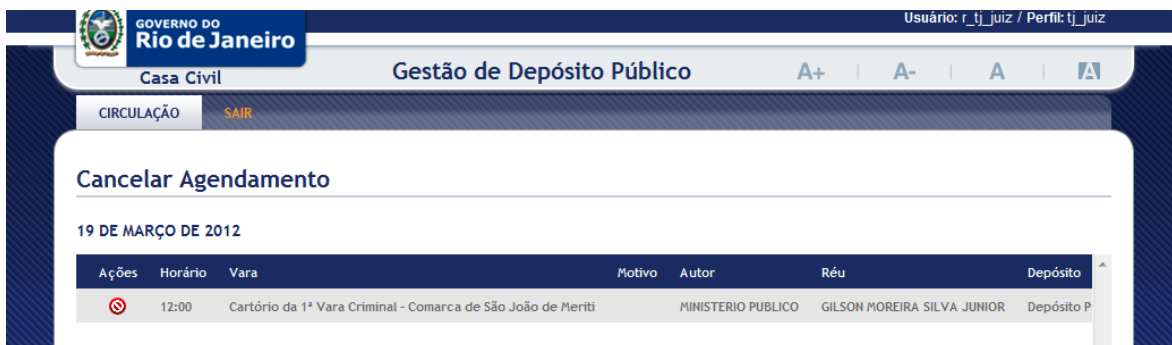 Usuário: r_tj_juiz / Perfil: tj_juiz
GOVERNO DO
Rio de Janeiro
Casa Civil
Gestão de Depósito Público
A+ | A- | A | A
CIRCULAÇÃO SAIR
Cancelar Agendamento
19 DE MARÇO DE 2012
Ações Horário Vara Motivo Autor Réu Depósito
12:00 Cartório da 1ª Vara Criminal - Comarca de São João de Meriti MINISTERIO PUBLICO GILSON MOREIRA SILVA JUNIOR Depósito P